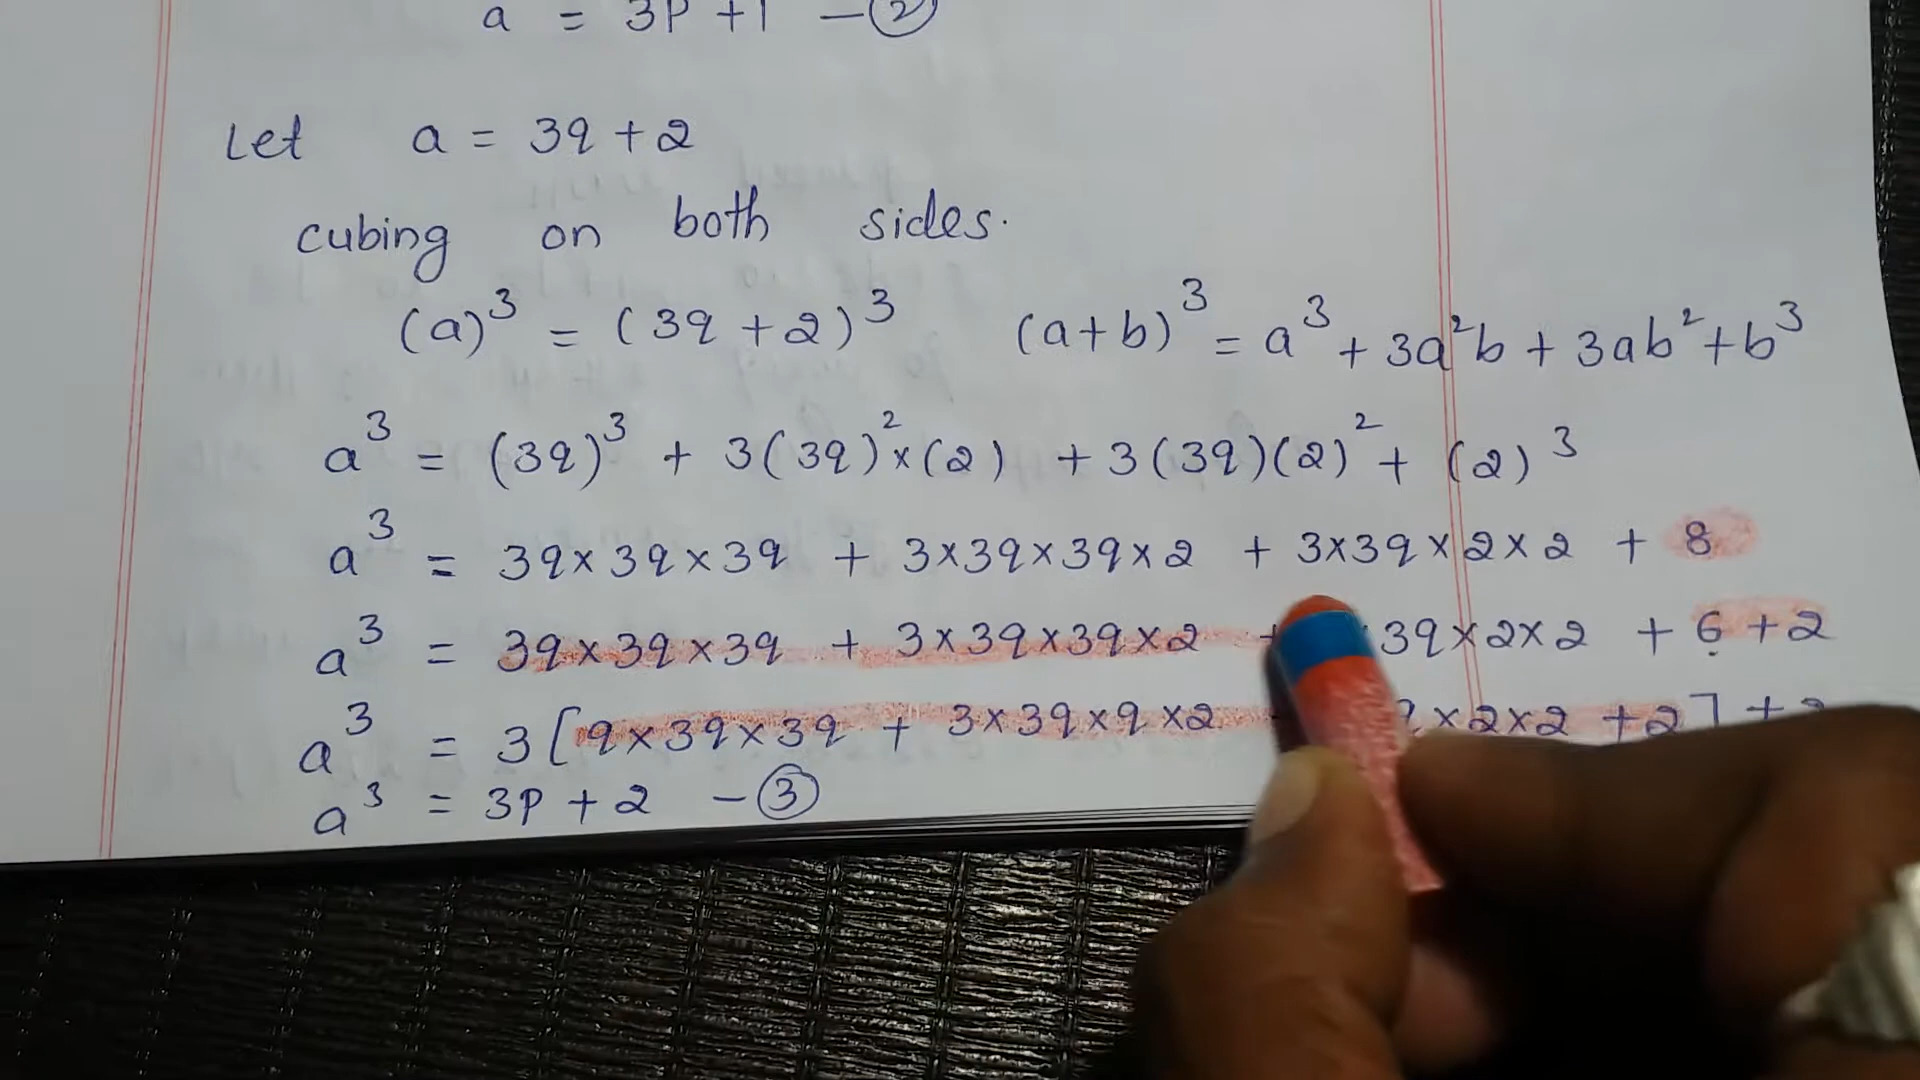 a = 3p + 1 - ②
Let a = 3q + 2
cubing on both sides.
(a)³ = (3q + 2)³ (a+b)³ = a³ + 3a²b + 3ab² + b³
a³ = (3q)³ + 3(3q)² × (2) + 3(3q)(2)² + (2)³
a³ = 3q × 3q × 3q + 3 × 3q × 3q × 2 + 3 × 3q × 2 × 2 + 8
a³ = 3q × 3q × 3q + 3 × 3q × 3q × 2 + 3q × 2 × 2 + 6 + 2
a³ = 3[q × 3q × 3q + 3 × 3q × q × 2 × 2 × 2 + 2] +
a³ = 3p + 2 - ③